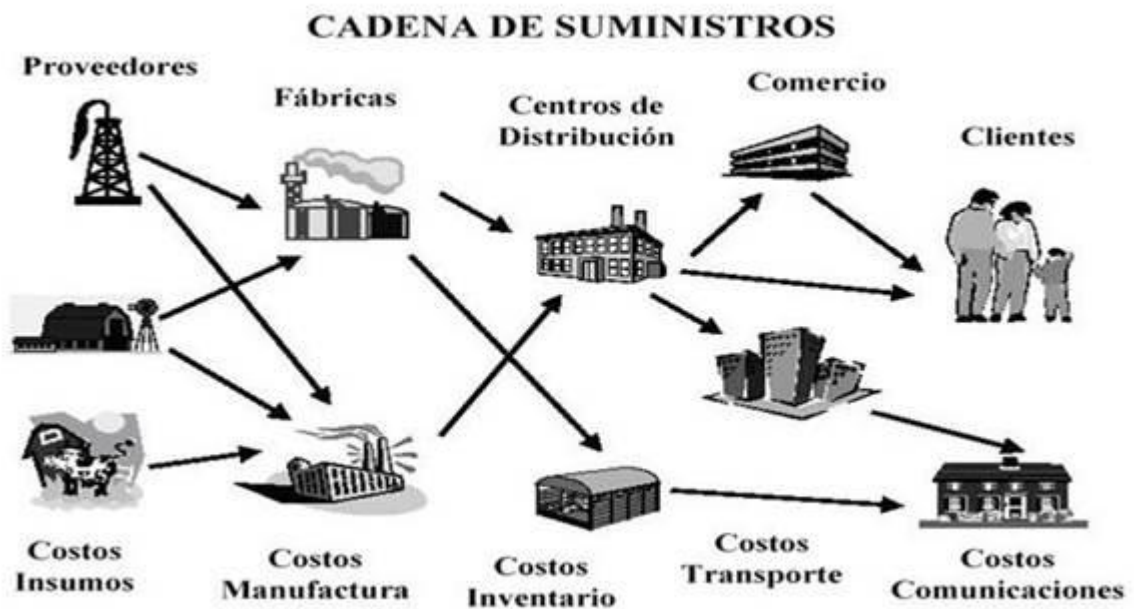 CADENA DE SUMINISTROS
Proveedores
Fábricas
Centros de
Distribución
Comercio
Clientes
Costos
Insumos
Costos
Manufactura
Costos
Inventario
Costos
Transporte
Costos
Comunicaciones